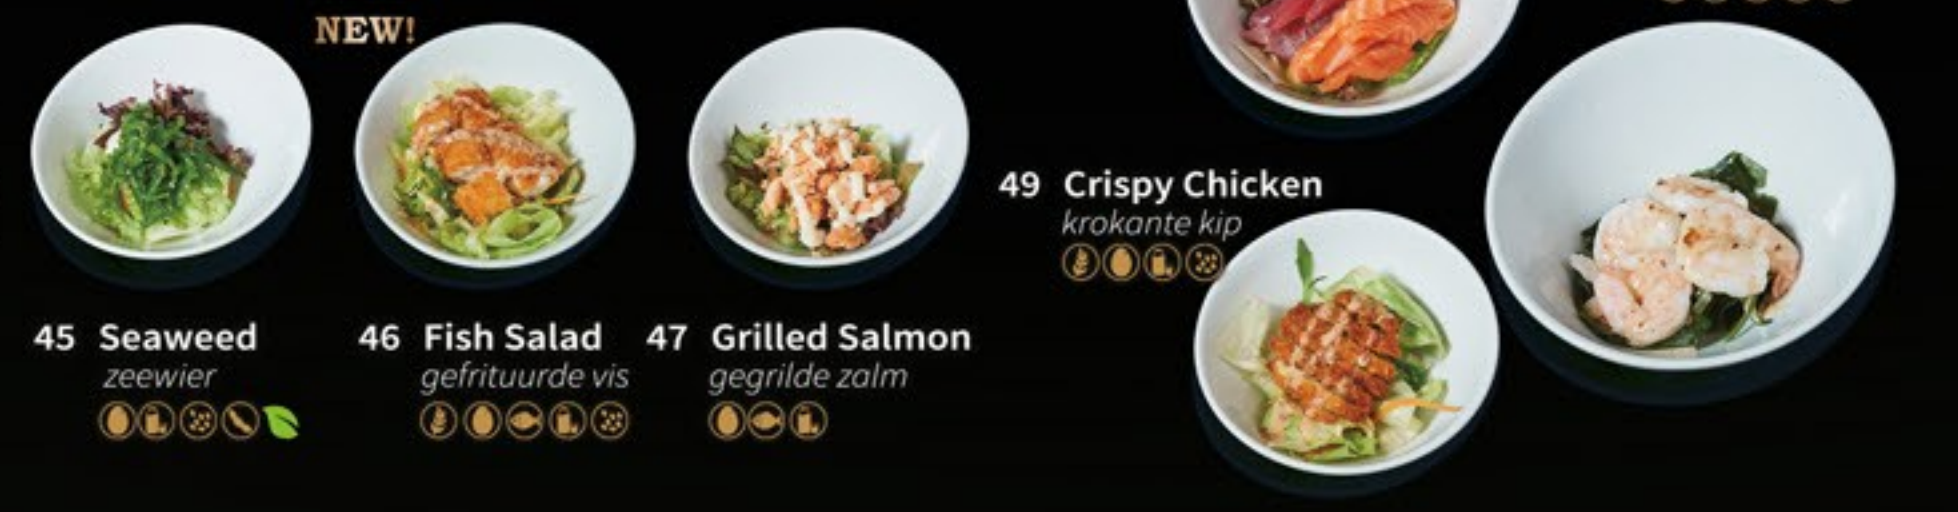 NEW!
45 Seaweed
zeewier
46 Fish Salad
gefrituurde vis
47 Grilled Salmon
gegrilde zalm
49 Crispy Chicken
krokante kip